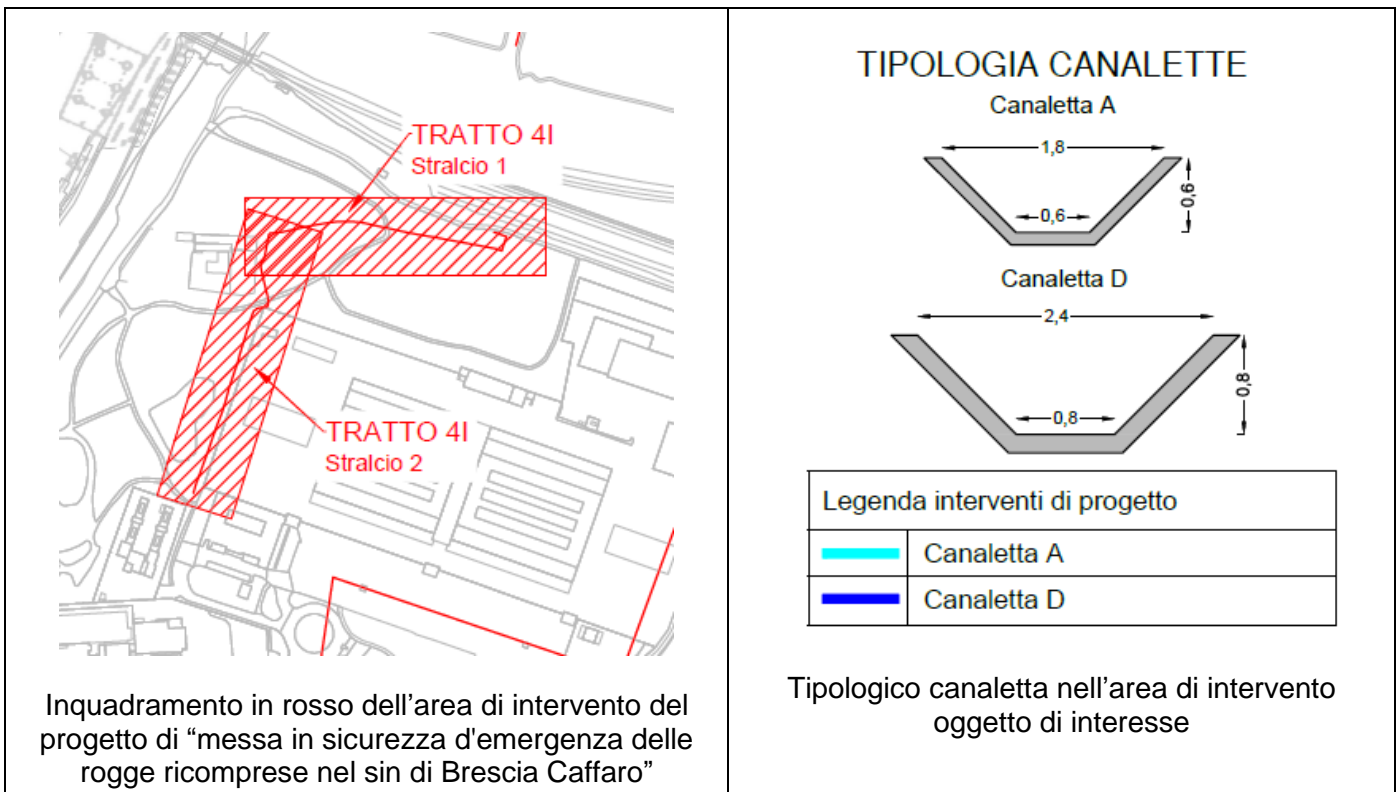 TRATTO 4I
Stralcio 1
TRATTO 4I
Stralcio 2
Inquadramento in rosso dell'area di intervento del
progetto di “messa in sicurezza d'emergenza delle
rogge ricomprese nel sin di Brescia Caffaro”
TIPOLOGIA CANALETTE
Canaletta A
1,8
0,6
0,6
Canaletta D
2,4
0,8
0,8
Legenda interventi di progetto
Canaletta A
Canaletta D
Tipologico canaletta nell’area di intervento
oggetto di interesse